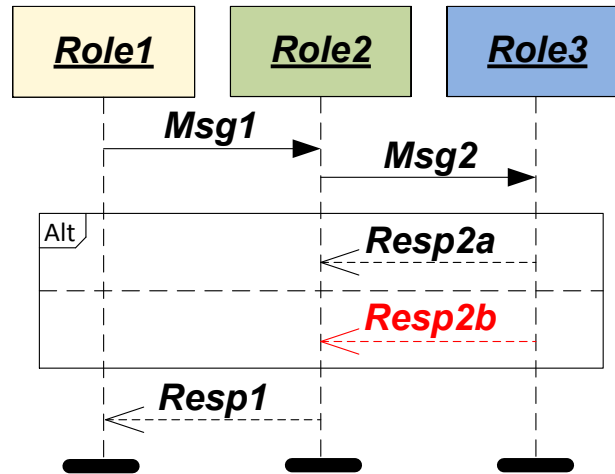 Role1 Role2 Role3
Msg1
Msg2
Alt
Resp2a
Resp2b
Resp1